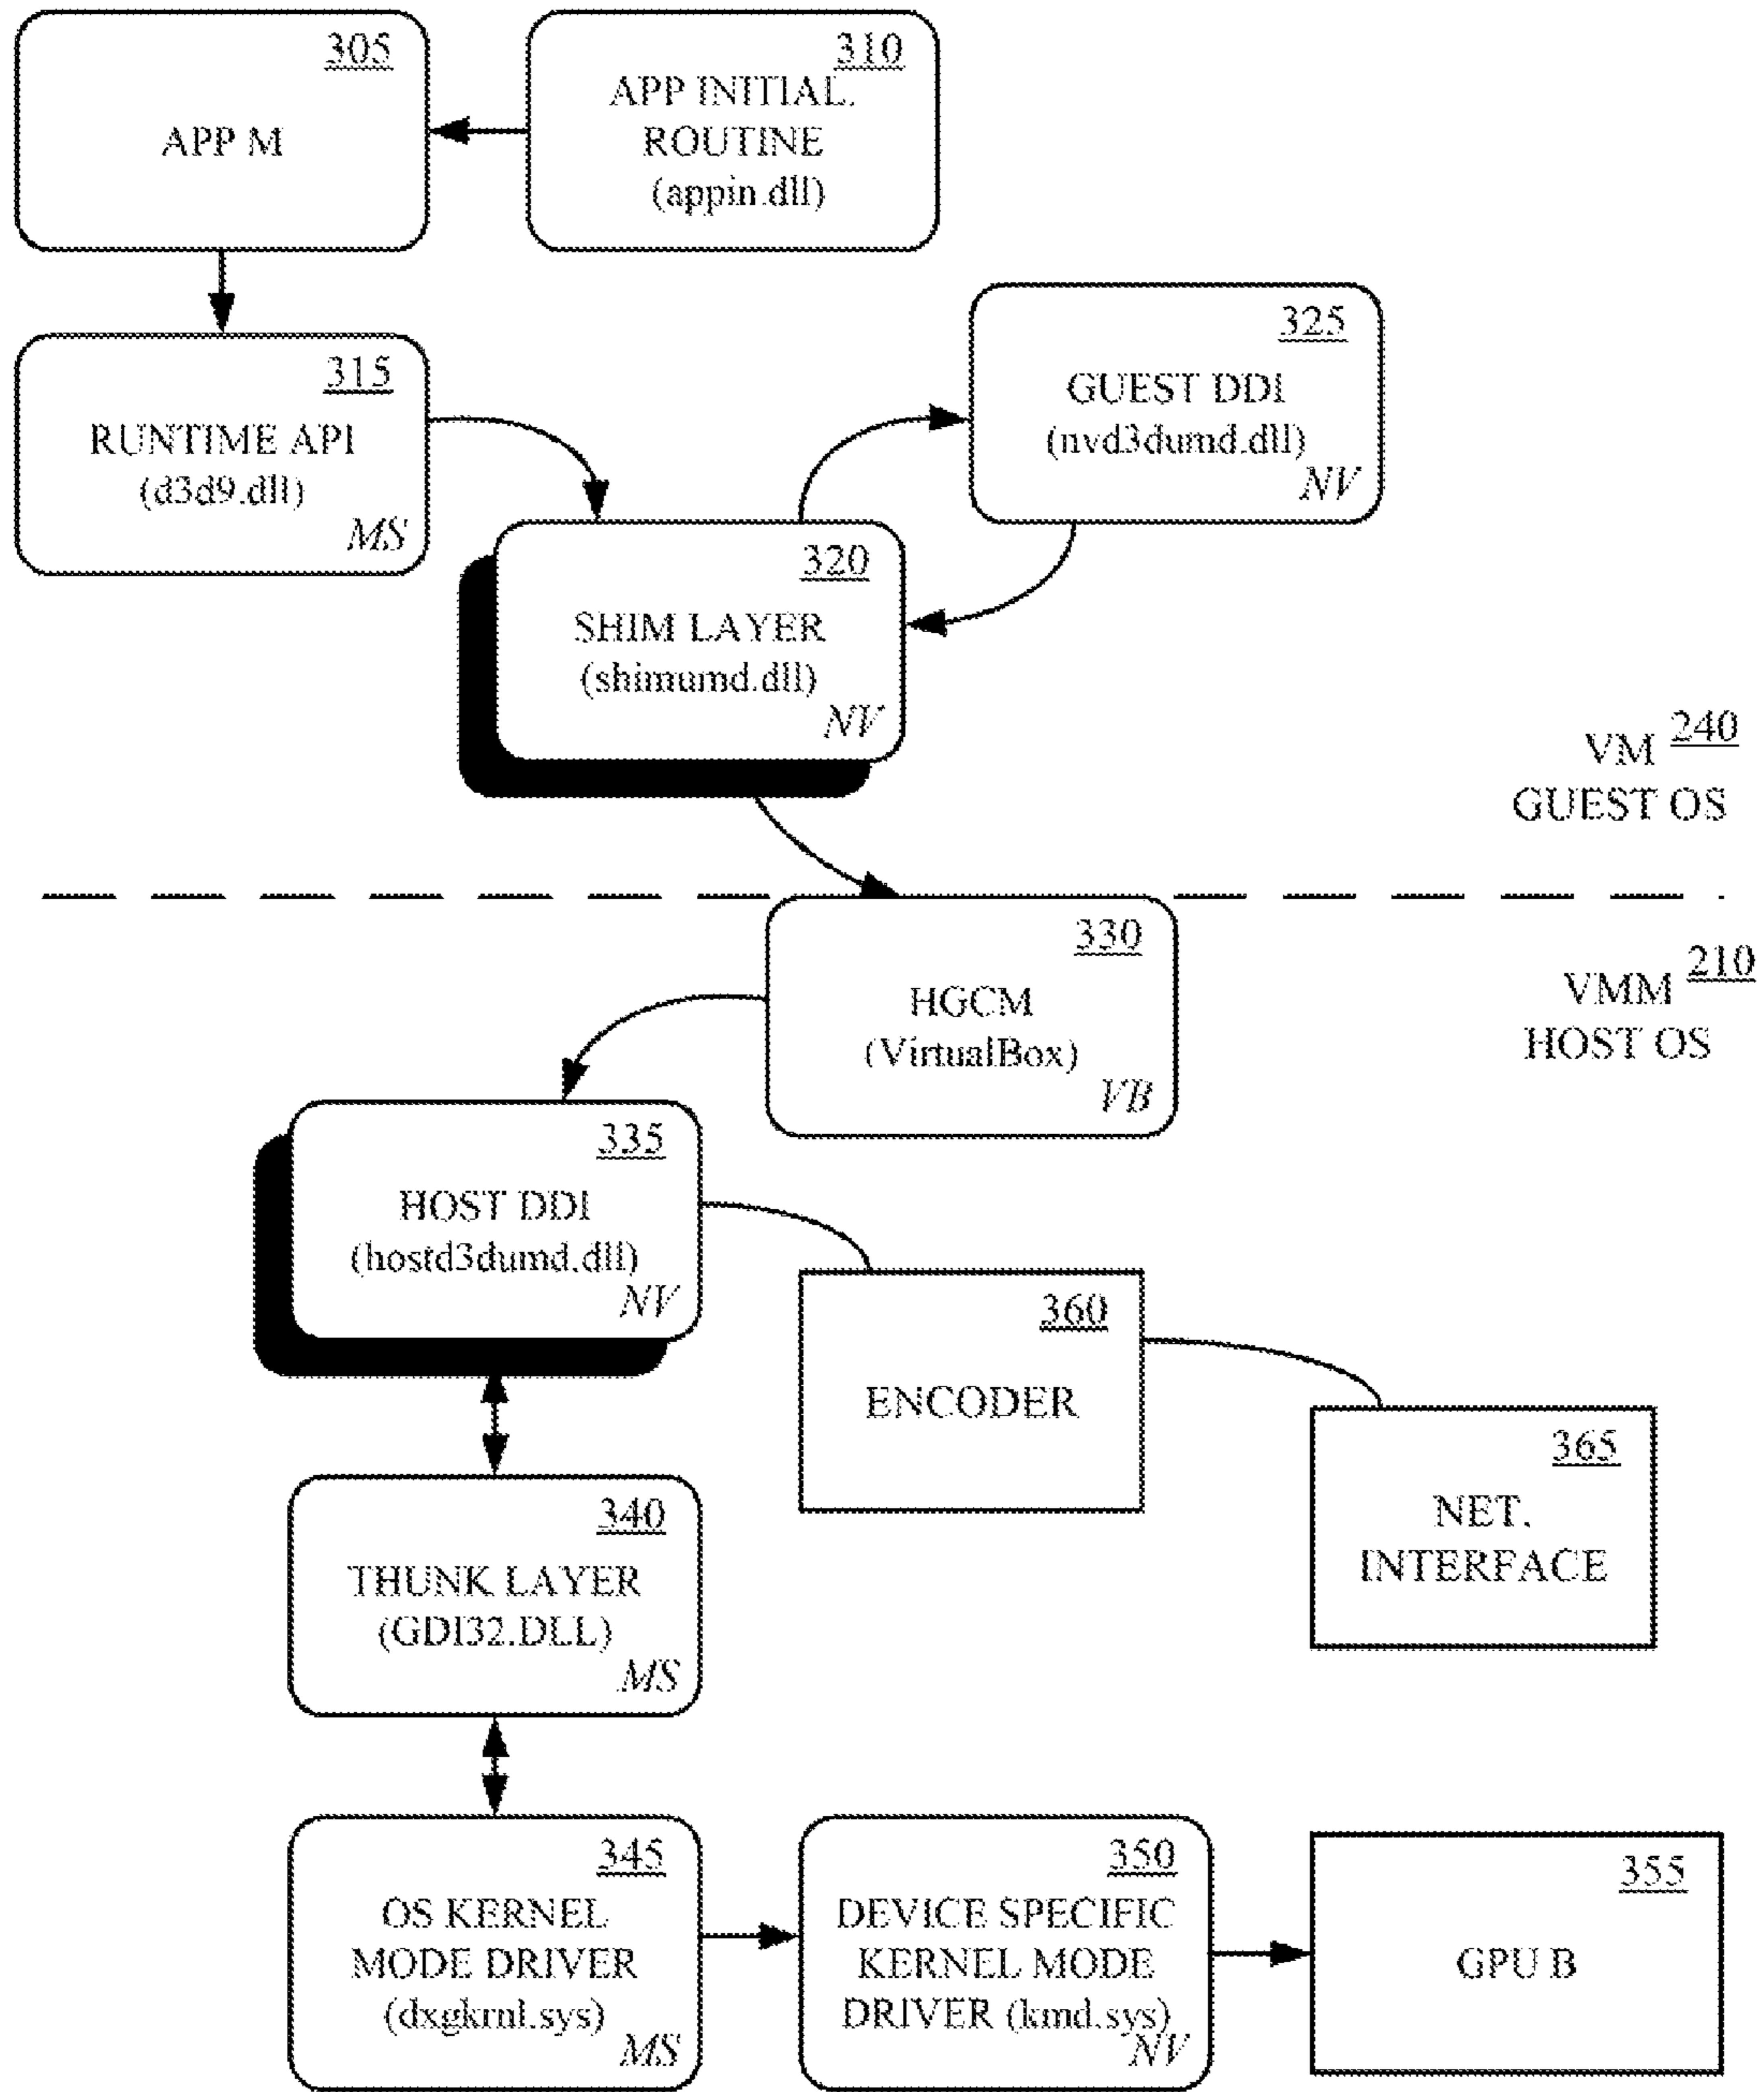 305
APP M
310
APP INITIAL.
ROUTINE
(appin.dll)
315
RUNTIME API
(d3d9.dll)
MS
325
GUEST DDI
(nvd3dumd.dll)
NV
320
SHIM LAYER
(shimumd.dll)
NV
VM 240
GUEST OS
330
HGCM
(VirtualBox)
VB
VMM 210
HOST OS
335
HOST DDI
(hostd3dumd.dll)
NV
360
ENCODER
365
NET.
INTERFACE
340
THUNK LAYER
(GDI32.DLL)
MS
345
OS KERNEL
MODE DRIVER
(dxgkrnl.sys)
MS
350
DEVICE SPECIFIC
KERNEL MODE
DRIVER (kmd.sys)
NV
355
GPU B